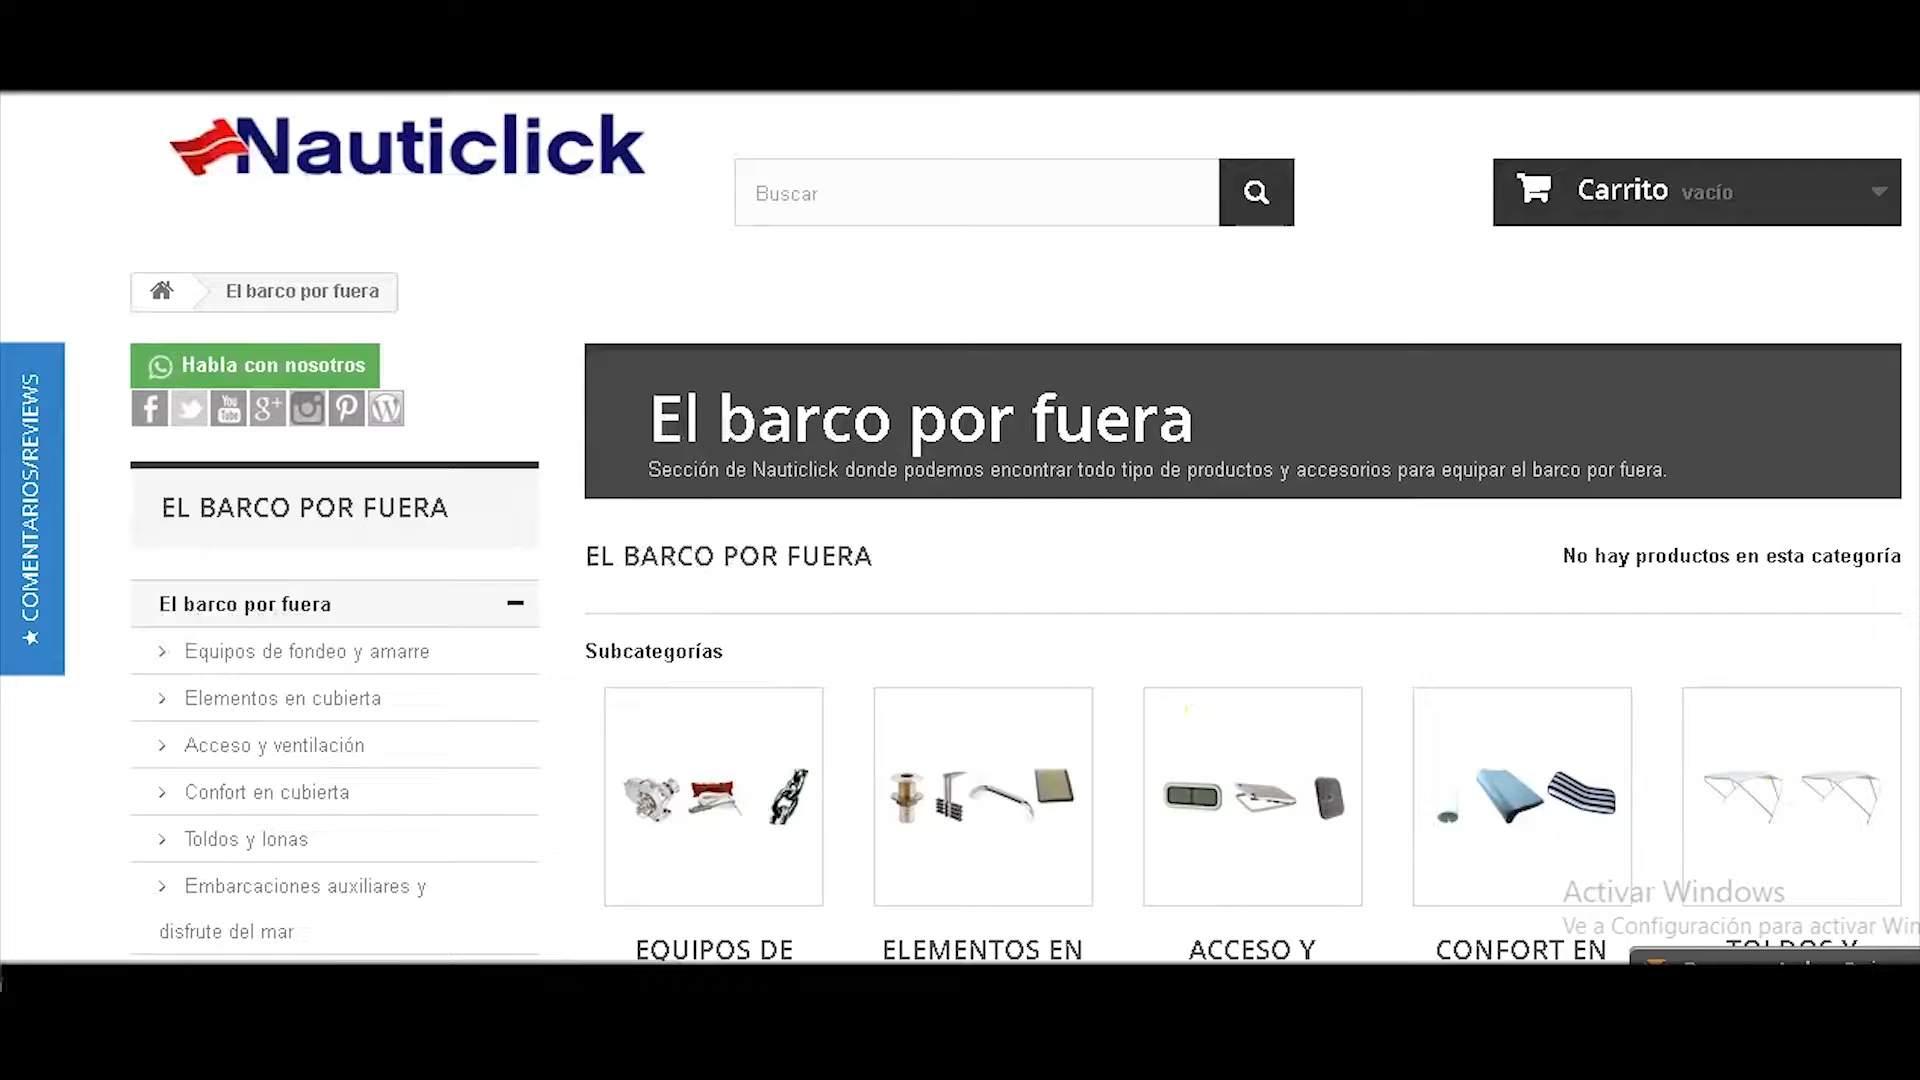 Nauticlick
Buscar
Carrito vacío
El barco por fuera
Habla con nosotros
f You Tube g+
★ COMENTARIOS/REVIEWS
El barco por fuera
Sección de Nauticlick donde podemos encontrar todo tipo de productos y accesorios para equipar el barco por fuera.
EL BARCO POR FUERA
EL BARCO POR FUERA
No hay productos en esta categoría
El barco por fuera
Equipos de fondeo y amarre
Elementos en cubierta
Acceso y ventilación
Confort en cubierta
Toldos y lonas
Embarcaciones auxiliares y
disfrute del mar
Subcategorías
EQUIPOS DE
ELEMENTOS EN
ACCESO Y
CONFORT EN
TOLDOS Y
Activar Windows
Ve a Configuración para activar Win